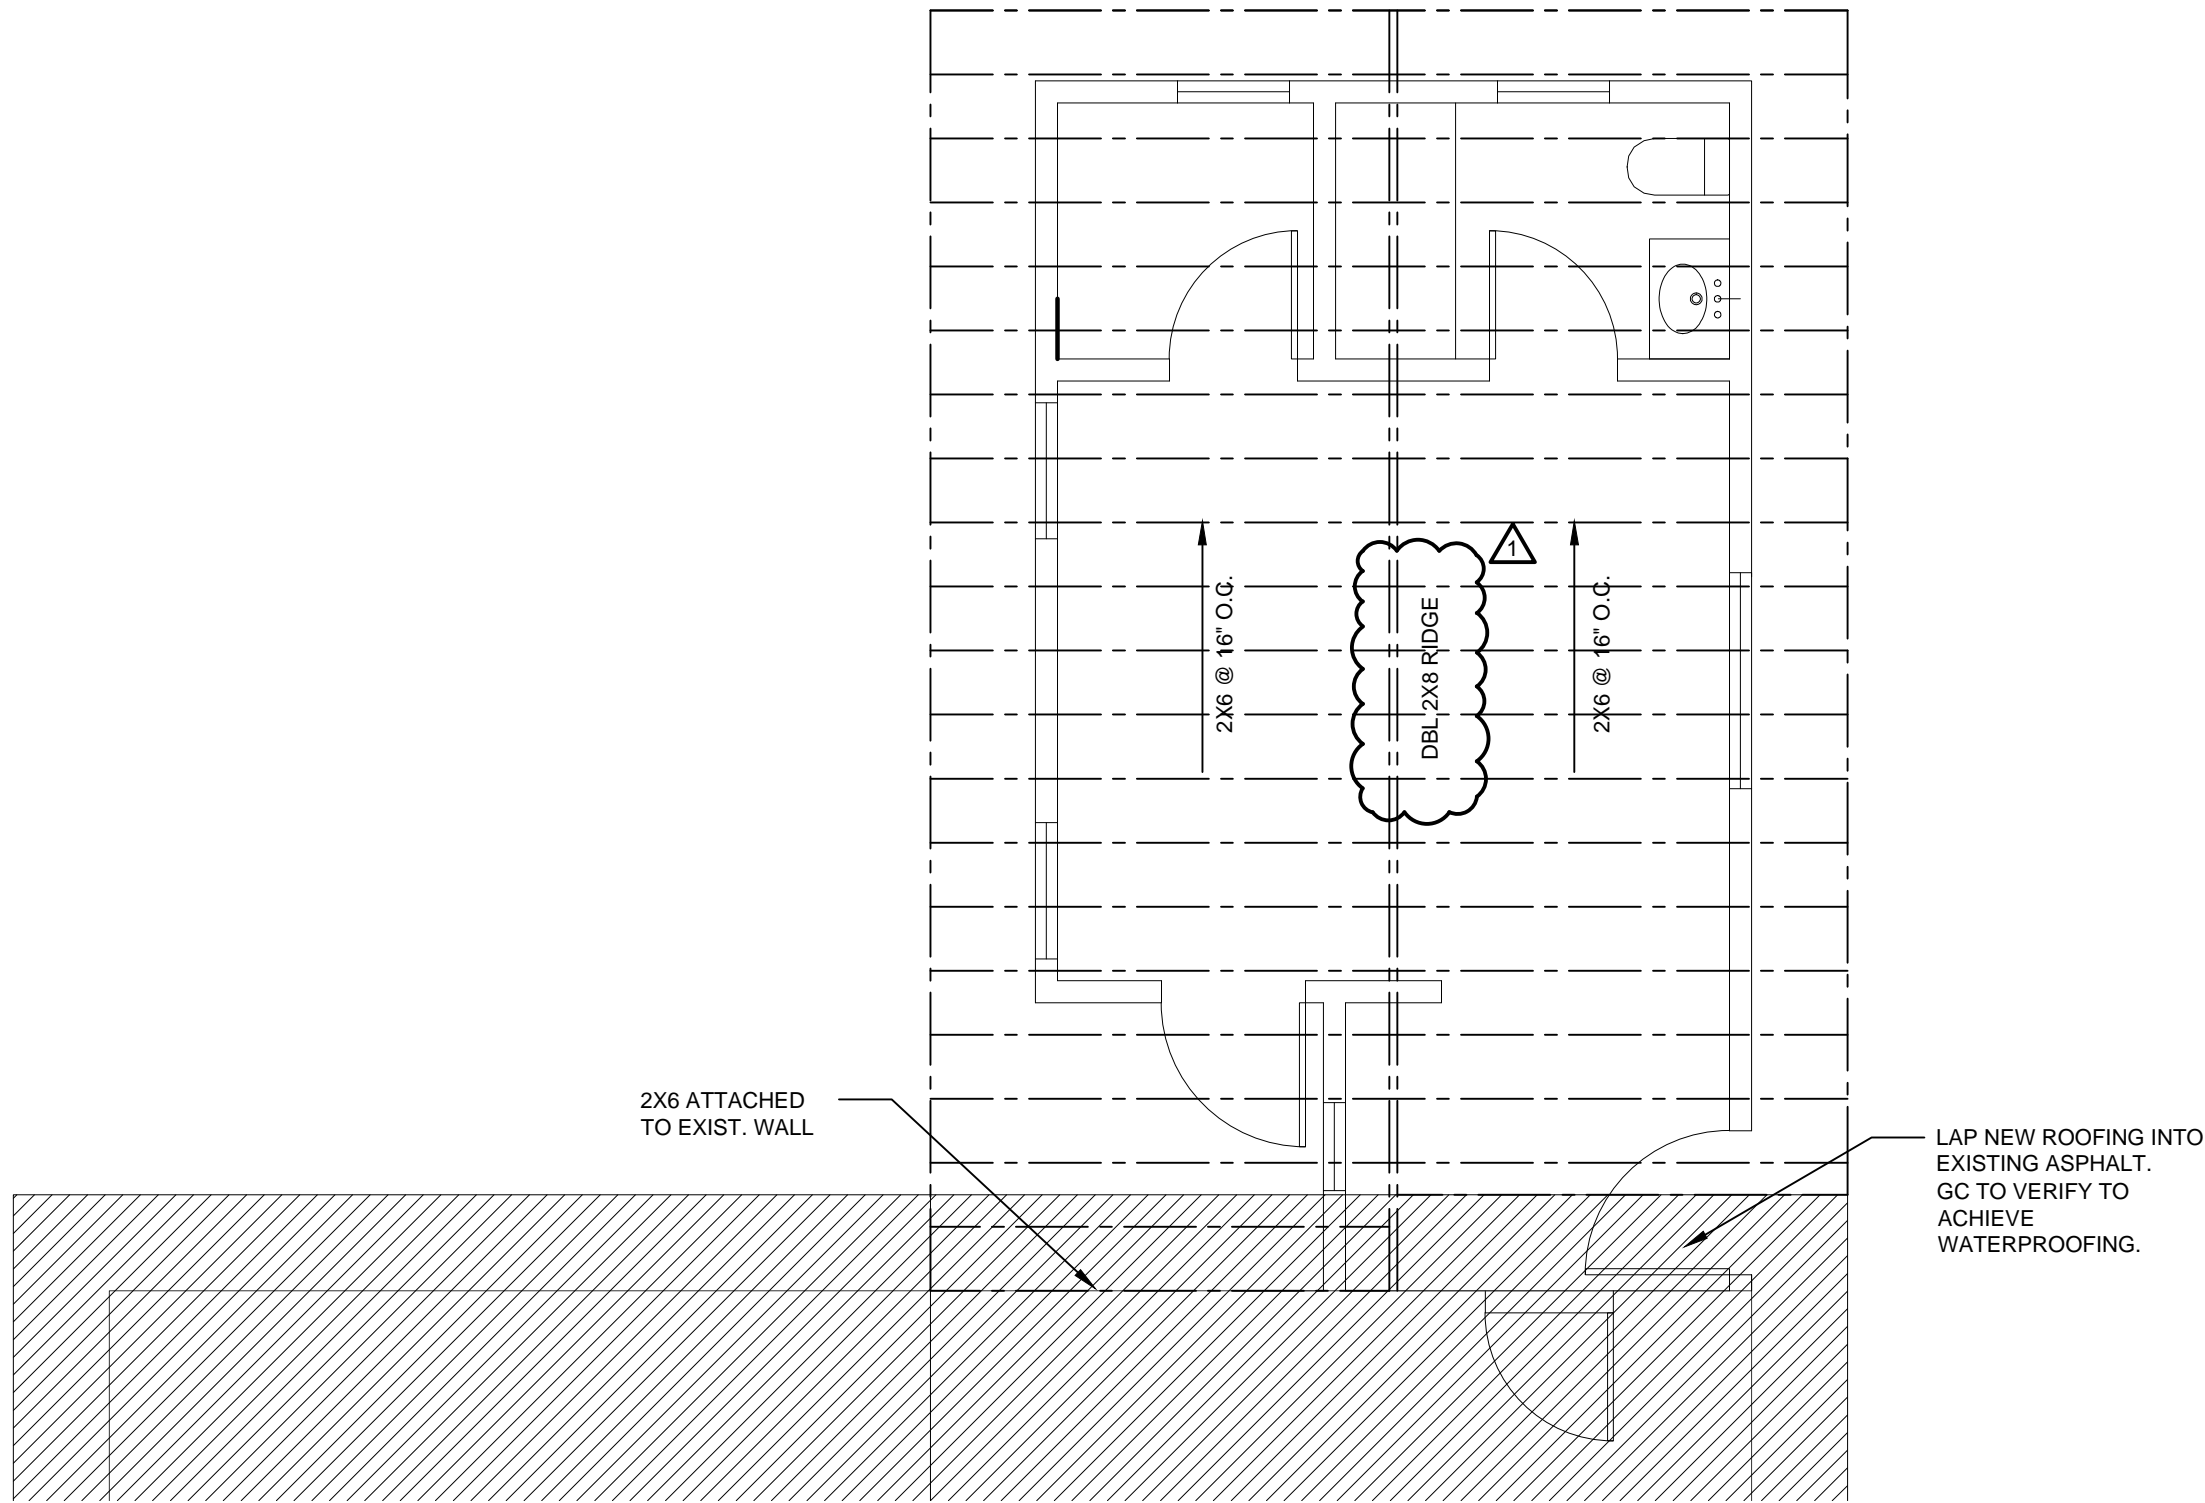 1
2X6 @ 16" O.C.
DBL 2X8 RIDGE
2X6 @ 16" O.C.
2X6 ATTACHED
TO EXIST. WALL
LAP NEW ROOFING INTO
EXISTING ASPHALT.
GC TO VERIFY TO
ACHIEVE
WATERPROOFING.